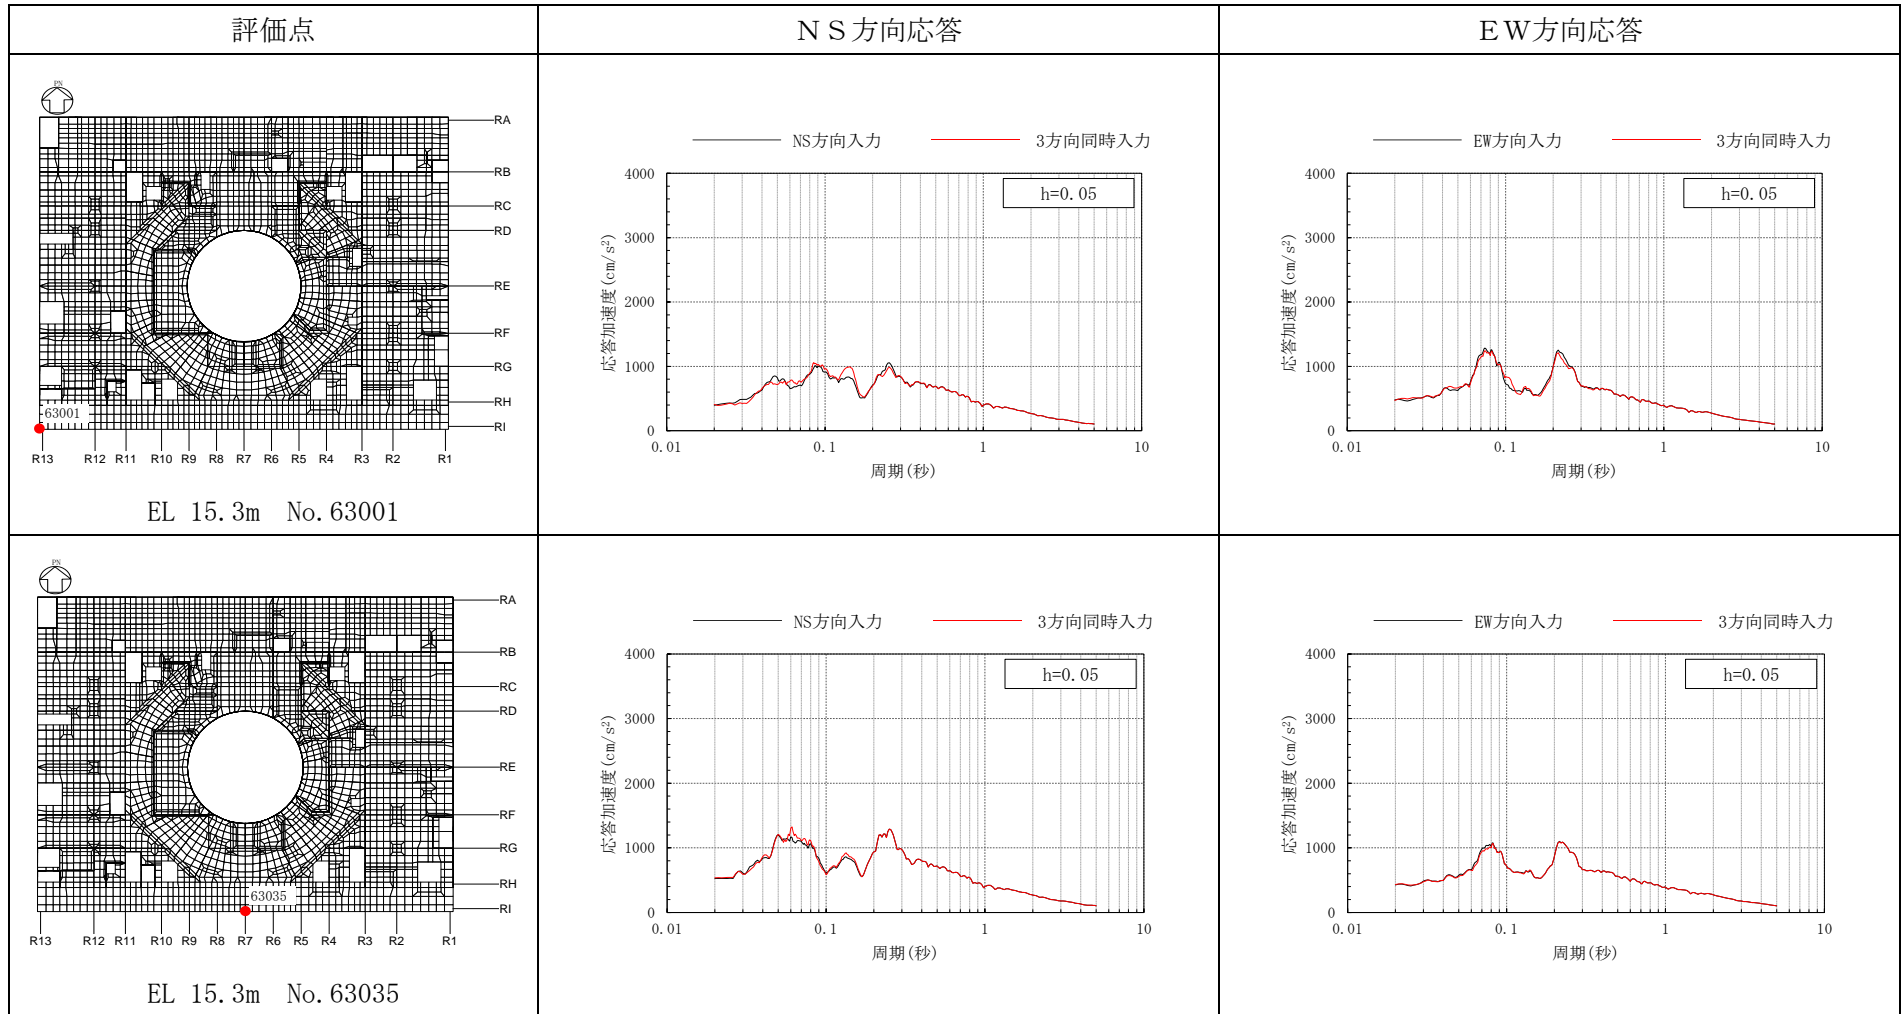 評価点
ＮＳ方向応答
ＥＷ方向応答
PN
RA
RB
RC
RD
RE
RF
RG
RH
RI
63001
R13 R12 R11 R10 R9 R8 R7 R6 R5 R4 R3 R2 R1
EL 15.3m No.63001
NS方向入力 3方向同時入力
h=0.05
4000
3000
2000
1000
0
応答加速度(cm/s²)
0.01 0.1 1 10
周期(秒)
EW方向入力 3方向同時入力
h=0.05
4000
3000
2000
1000
0
応答加速度(cm/s²)
0.01 0.1 1 10
周期(秒)
PN
RA
RB
RC
RD
RE
RF
RG
RH
RI
63035
R13 R12 R11 R10 R9 R8 R7 R6 R5 R4 R3 R2 R1
EL 15.3m No.63035
NS方向入力 3方向同時入力
h=0.05
4000
3000
2000
1000
0
応答加速度(cm/s²)
0.01 0.1 1 10
周期(秒)
EW方向入力 3方向同時入力
h=0.05
4000
3000
2000
1000
0
応答加速度(cm/s²)
0.01 0.1 1 10
周期(秒)